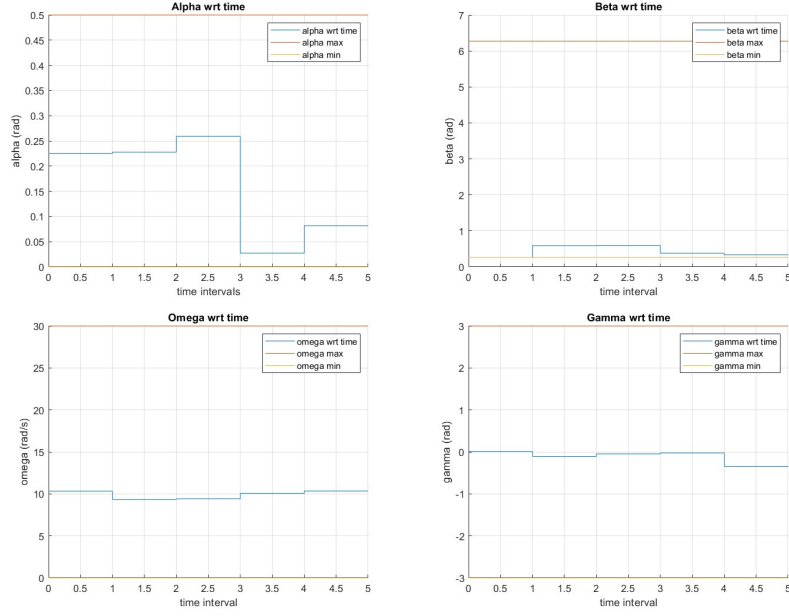 Alpha wrt time
0.5
0.45
0.4
0.35
0.3
0.25
0.2
0.15
0.1
0.05
0
alpha (rad)
alpha wrt time
alpha max
alpha min
0 0.5 1 1.5 2 2.5 3 3.5 4 4.5 5
time intervals
Beta wrt time
7
6
5
4
3
2
1
0
beta (rad)
beta wrt time
beta max
beta min
0 0.5 1 1.5 2 2.5 3 3.5 4 4.5 5
time interval
Omega wrt time
30
25
20
15
10
5
0
omega (rad/s)
omega wrt time
omega max
omega min
0 0.5 1 1.5 2 2.5 3 3.5 4 4.5 5
time interval
Gamma wrt time
3
2
1
0
-1
-2
-3
gamma (rad)
gamma wrt time
gamma max
gamma min
0 0.5 1 1.5 2 2.5 3 3.5 4 4.5 5
time interval